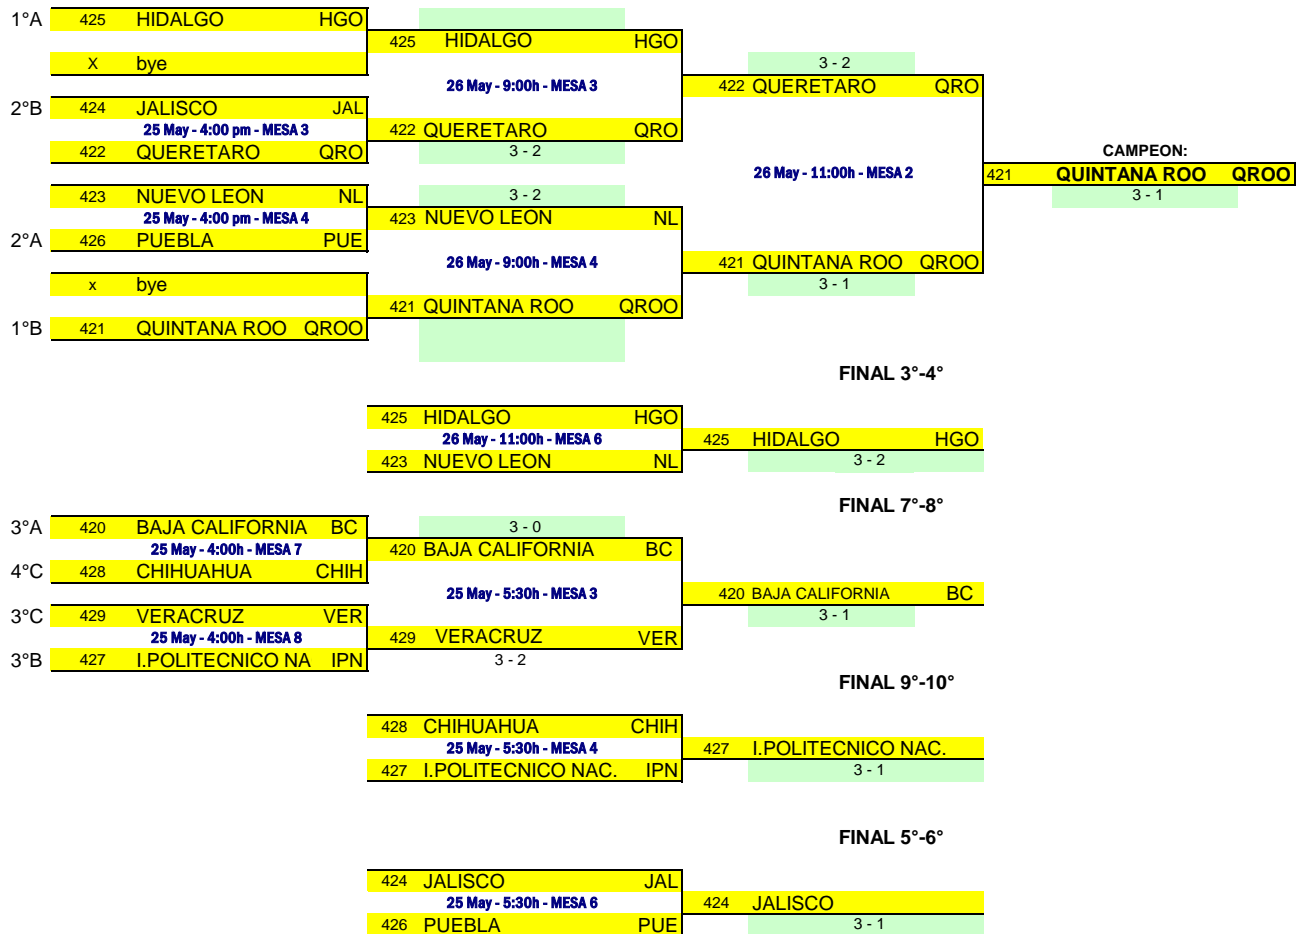 1°A 425 HIDALGO HGO
425 HIDALGO HGO
X bye
3 - 2
26 May - 9:00h - MESA 3
422 QUERETARO QRO
2°B 424 JALISCO JAL
25 May - 4:00 pm - MESA 3
422 QUERETARO QRO
422 QUERETARO QRO
3 - 2
CAMPEON:
26 May - 11:00h - MESA 2
421 QUINTANA ROO QROO
3 - 1
423 NUEVO LEON NL
3 - 2
25 May - 4:00 pm - MESA 4
423 NUEVO LEON NL
2°A 426 PUEBLA PUE
26 May - 9:00h - MESA 4
421 QUINTANA ROO QROO
3 - 1
x bye
421 QUINTANA ROO QROO
1°B 421 QUINTANA ROO QROO
FINAL 3°-4°
425 HIDALGO HGO
26 May - 11:00h - MESA 6
425 HIDALGO HGO
423 NUEVO LEON NL
3 - 2
FINAL 7°-8°
3°A 420 BAJA CALIFORNIA BC
3 - 0
25 May - 4:00h - MESA 7
420 BAJA CALIFORNIA BC
4°C 428 CHIHUAHUA CHIH
25 May - 5:30h - MESA 3
420 BAJA CALIFORNIA BC
3 - 1
3°C 429 VERACRUZ VER
25 May - 4:00h - MESA 8
429 VERACRUZ VER
3°B 427 I.POLITECNICO NA IPN
3 - 2
FINAL 9°-10°
428 CHIHUAHUA CHIH
25 May - 5:30h - MESA 4
427 I.POLITECNICO NAC.
427 I.POLITECNICO NAC. IPN
3 - 1
FINAL 5°-6°
424 JALISCO JAL
25 May - 5:30h - MESA 6
424 JALISCO
426 PUEBLA PUE
3 - 1